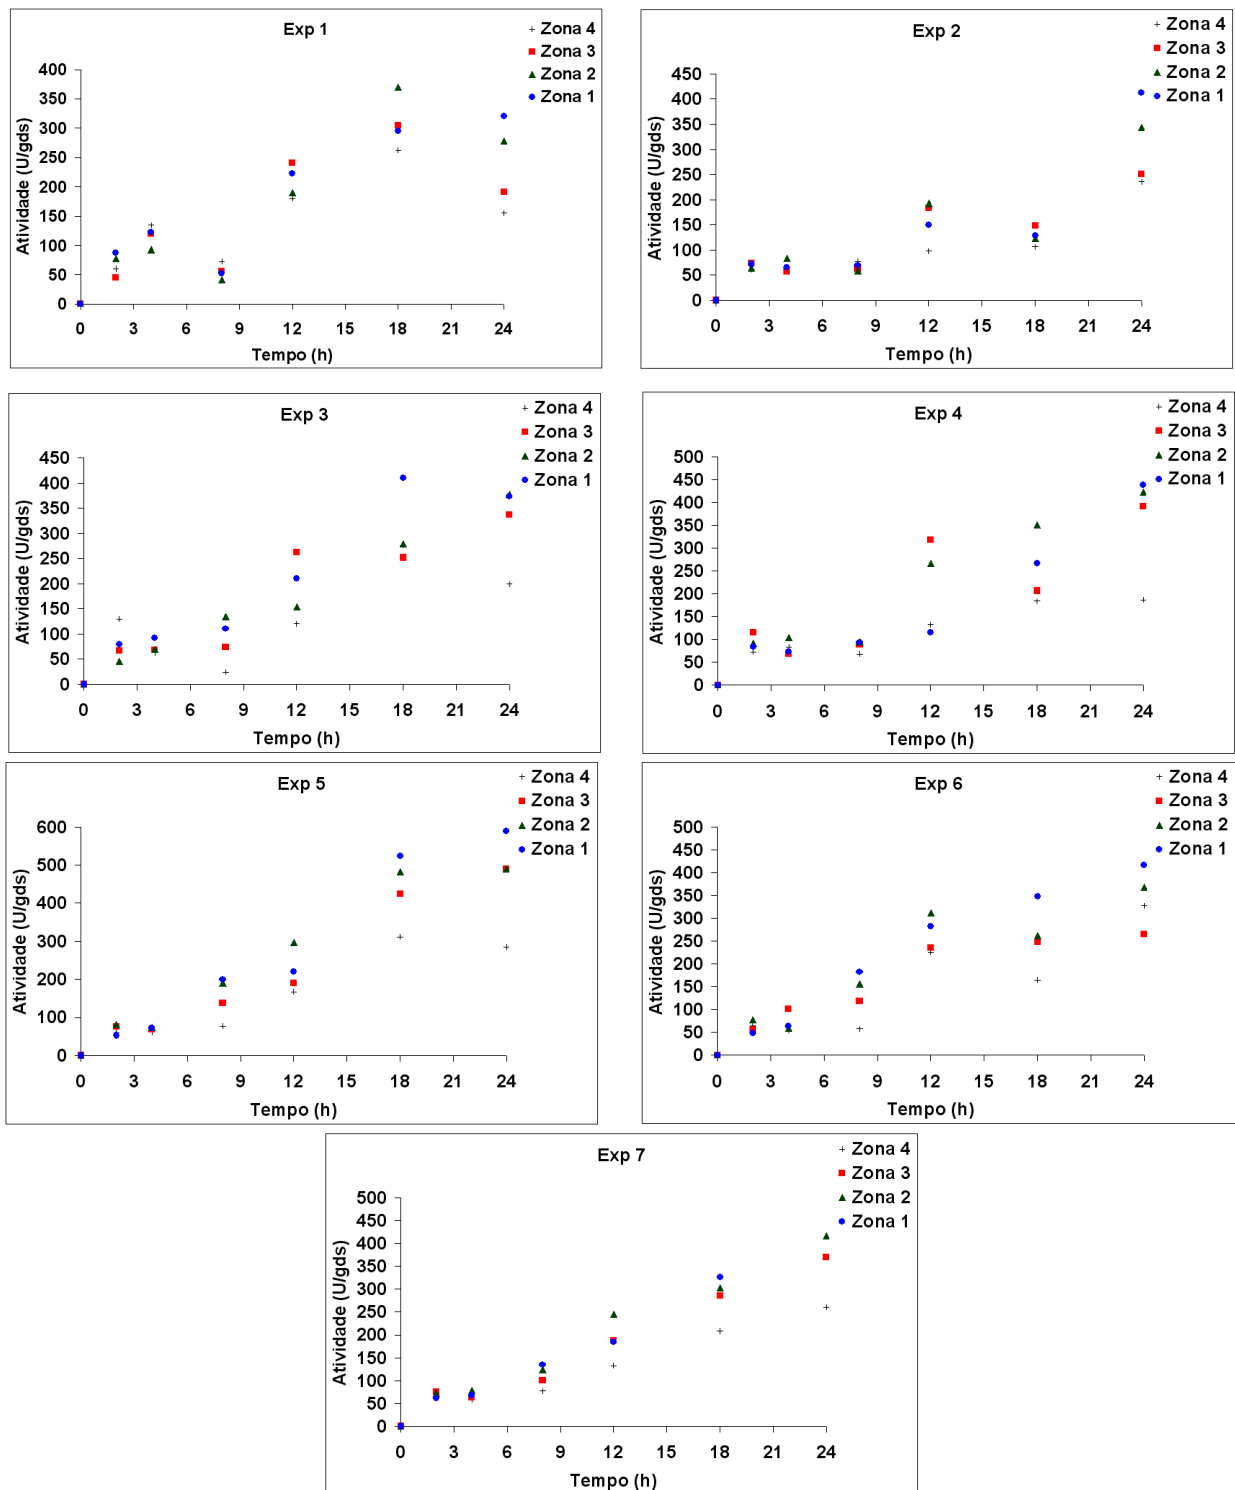 Exp 1
Zona 4
Zona 3
Zona 2
Zona 1
Atividade (U/gds)
400
350
300
250
200
150
100
50
0
0 3 6 9 12 15 18 21 24
Tempo (h)
Exp 2
Zona 4
Zona 3
Zona 2
Zona 1
Atividade (U/gds)
450
400
350
300
250
200
150
100
50
0
0 3 6 9 12 15 18 21 24
Tempo (h)
Exp 3
Zona 4
Zona 3
Zona 2
Zona 1
Atividade (U/gds)
450
400
350
300
250
200
150
100
50
0
0 3 6 9 12 15 18 21 24
Tempo (h)
Exp 4
Zona 4
Zona 3
Zona 2
Zona 1
Atividade (U/gds)
500
450
400
350
300
250
200
150
100
50
0
0 3 6 9 12 15 18 21 24
Tempo (h)
Exp 5
Zona 4
Zona 3
Zona 2
Zona 1
Atividade (U/gds)
600
500
400
300
200
100
0
0 3 6 9 12 15 18 21 24
Tempo (h)
Exp 6
Zona 4
Zona 3
Zona 2
Zona 1
Atividade (U/gds)
500
450
400
350
300
250
200
150
100
50
0
0 3 6 9 12 15 18 21 24
Tempo (h)
Exp 7
Zona 4
Zona 3
Zona 2
Zona 1
Atividade (U/gds)
500
450
400
350
300
250
200
150
100
50
0
0 3 6 9 12 15 18 21 24
Tempo (h)